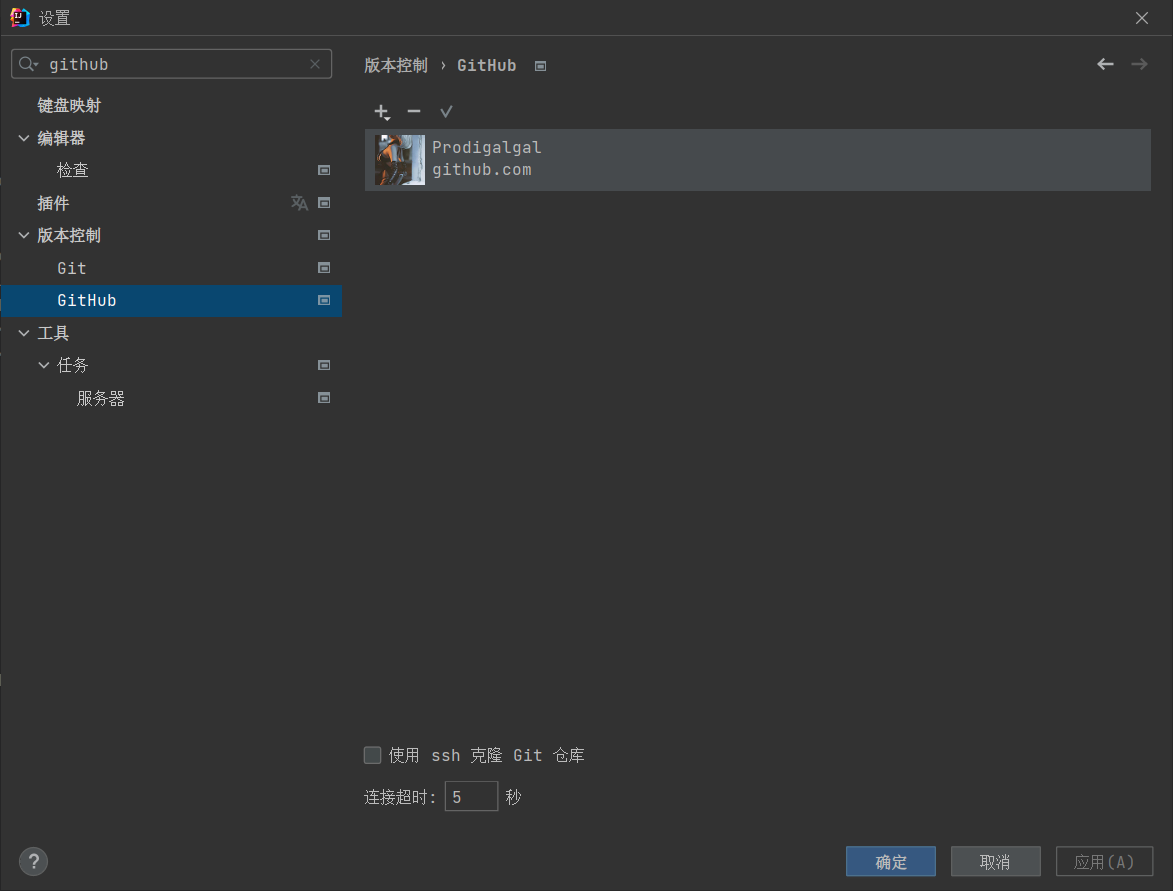 设置
github
键盘映射
编辑器
检查
插件
版本控制
Git
GitHub
工具
任务
服务器
版本控制 › GitHub
Prodigalgal
github.com
使用 ssh 克隆 Git 仓库
连接超时: 5 秒
?
确定
取消
应用(A)